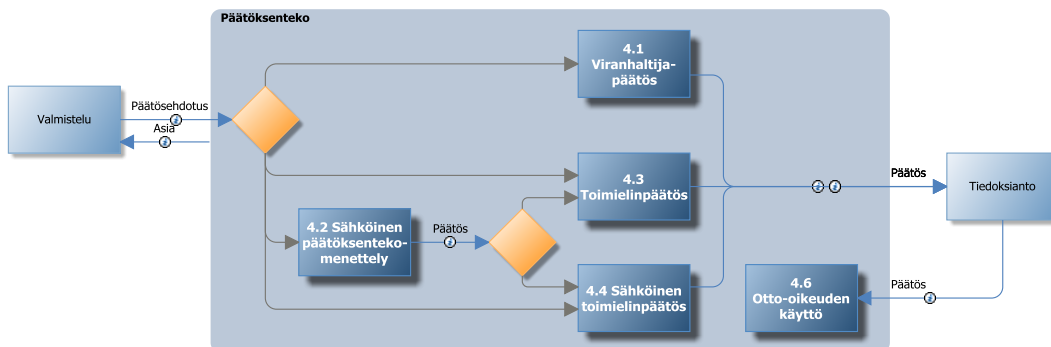 Päätöksenteko
4.1
Viranhaltija-
päätös
Valmistelu
Päätösehdotus
Asia
4.3
Toimielinpäätös
Päätös
Tiedoksianto
4.2 Sähköinen
päätöksenteko-
menettely
Päätös
4.4 Sähköinen
toimielinpäätös
4.6
Otto-oikeuden
käyttö
Päätös